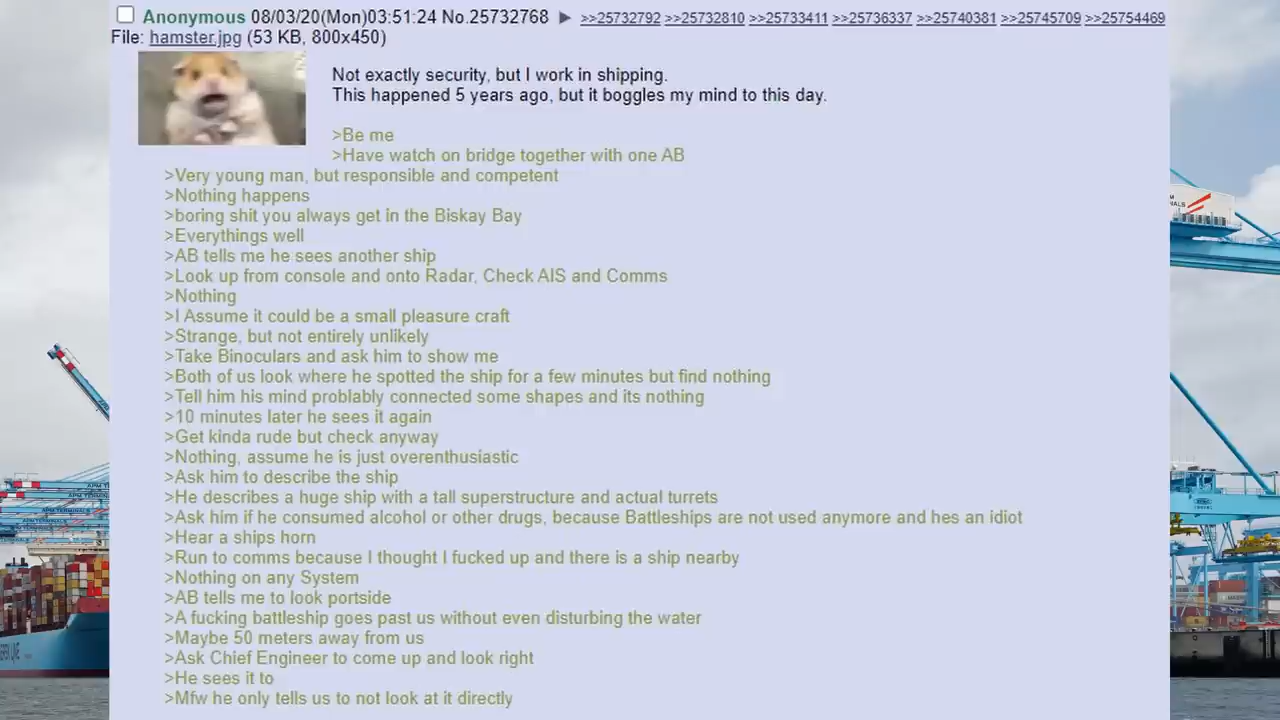 Anonymous 08/03/20(Mon)03:51:24 No.25732768 ▶ >>25732792 >>25732810 >>25733411 >>25736337 >>25740381 >>25745709 >>25754469
File: hamster.jpg (53 KB, 800x450)
Not exactly security, but I work in shipping.
This happened 5 years ago, but it boggles my mind to this day.
>Be me
>Have watch on bridge together with one AB
>Very young man, but responsible and competent
>Nothing happens
>boring shit you always get in the Biskay Bay
>Everythings well
>AB tells me he sees another ship
>Look up from console and onto Radar, Check AIS and Comms
>Nothing
>I Assume it could be a small pleasure craft
>Strange, but not entirely unlikely
>Take Binoculars and ask him to show me
>Both of us look where he spotted the ship for a few minutes but find nothing
>Tell him his mind problably connected some shapes and its nothing
>10 minutes later he sees it again
>Get kinda rude but check anyway
>Nothing, assume he is just overenthusiastic
>Ask him to describe the ship
>He describes a huge ship with a tall superstructure and actual turrets
>Ask him if he consumed alcohol or other drugs, because Battleships are not used anymore and hes an idiot
>Hear a ships horn
>Run to comms because I thought I fucked up and there is a ship nearby
>Nothing on any System
>AB tells me to look portside
>A fucking battleship goes past us without even disturbing the water
>Maybe 50 meters away from us
>Ask Chief Engineer to come up and look right
>He sees it to
>Mfw he only tells us to not look at it directly
APM TERMINALS